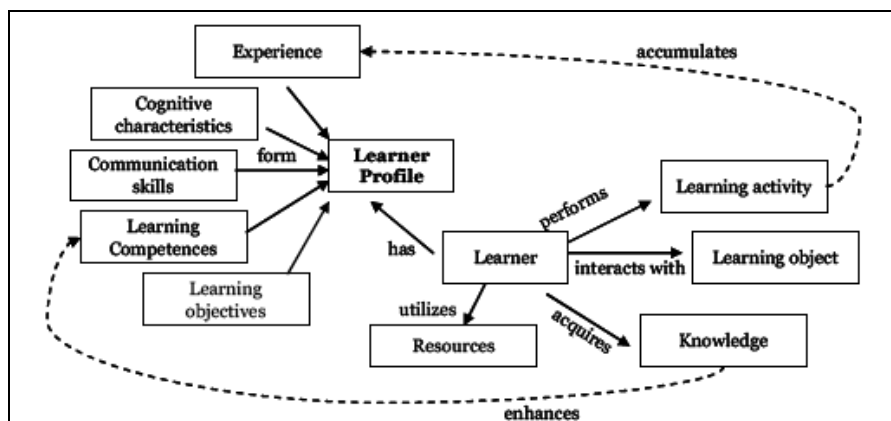 Experience
accumulates
Cognitive
characteristics
form
Learner
Profile
Communication
skills
Learning
Competences
Learning
objectives
has
Learner
performs
Learning activity
interacts with
Learning object
utilizes
Resources
acquires
Knowledge
enhances